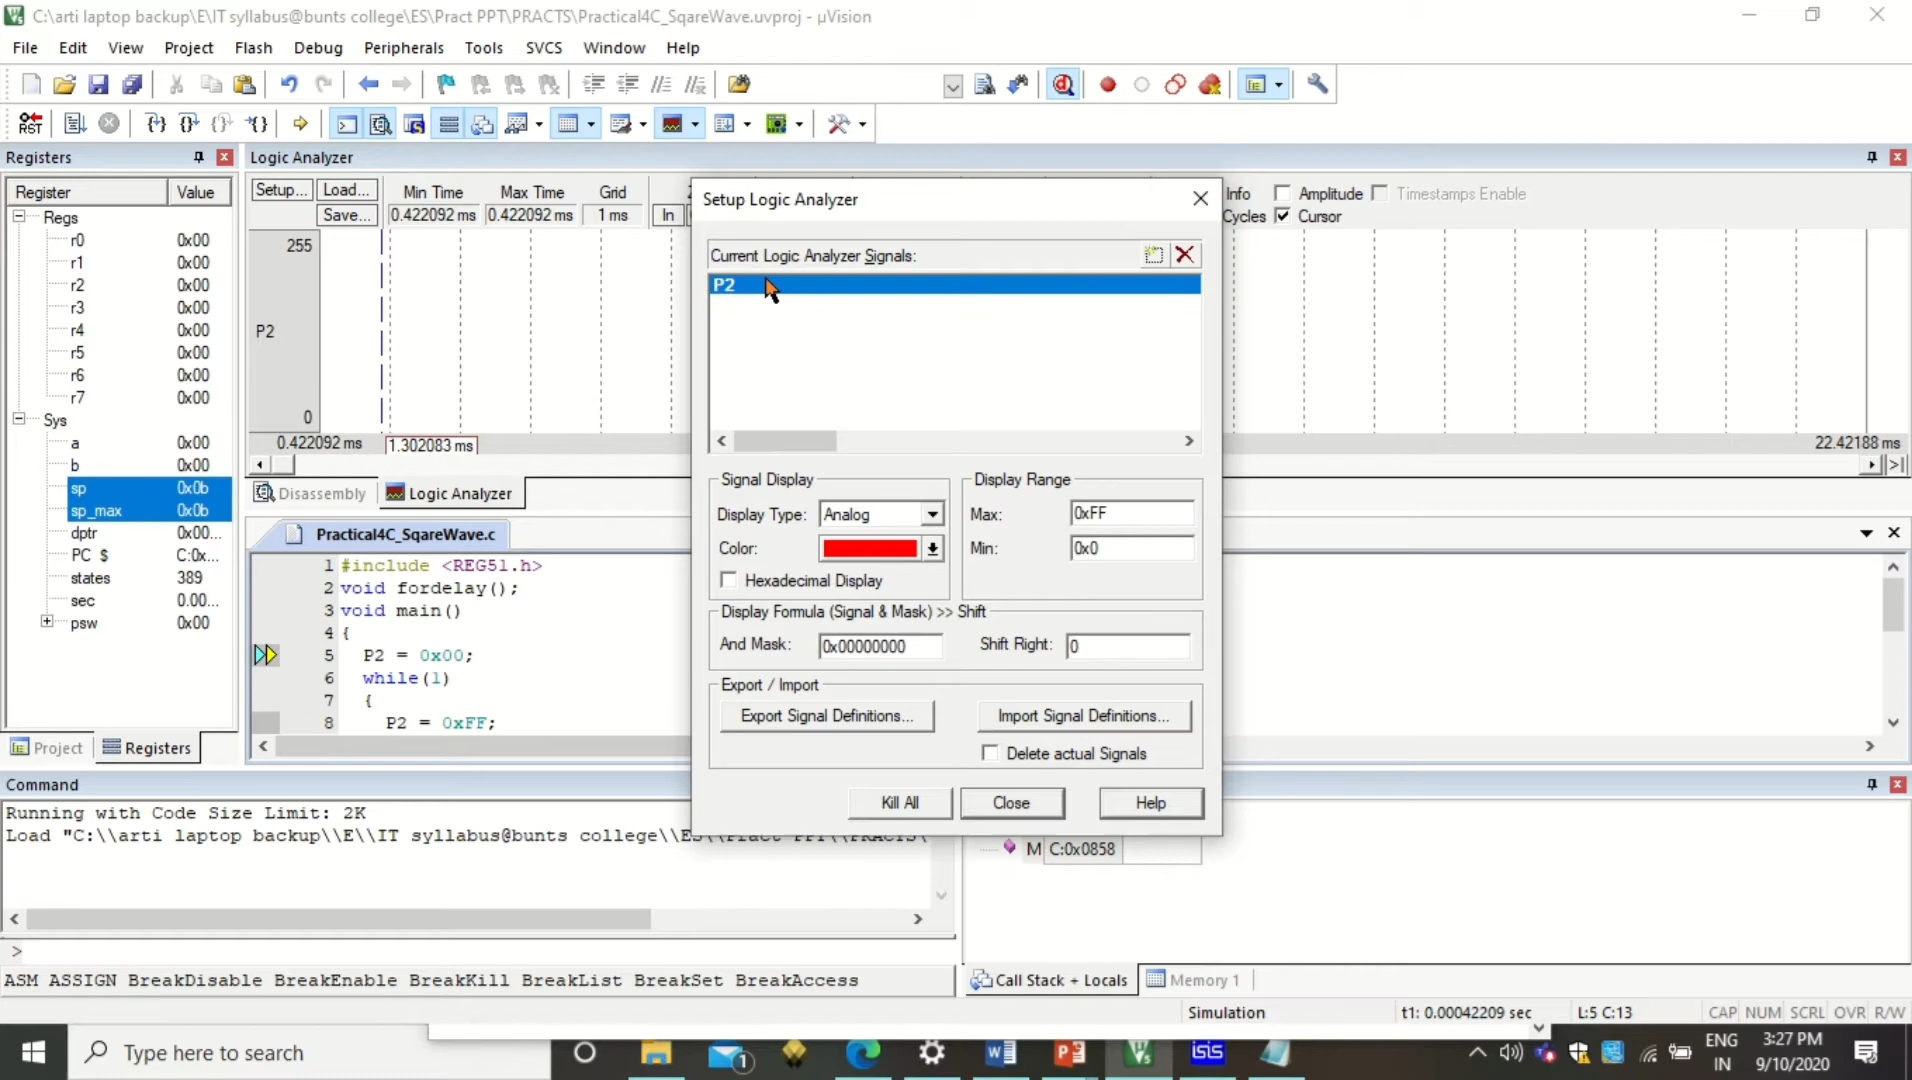 C:\arti laptop backup\E\IT syllabus@bunts college\ES\Pract PPT\PRACTS\Practical4C_SqareWave.uvproj - µVision
File Edit View Project Flash Debug Peripherals Tools SVCS Window Help
RST
Registers
Register Value
Regs
r0 0x00
r1 0x00
r2 0x00
r3 0x00
r4 0x00
r5 0x00
r6 0x00
r7 0x00
Sys
a 0x00
b 0x00
sp 0x0b
sp_max 0x0b
dptr 0x00...
PC $ C:0x...
states 389
sec 0.00...
psw 0x00
Project Registers
Logic Analyzer
Setup... Load... Min Time Max Time Grid
Save... 0.422092 ms 0.422092 ms 1 ms In
Info Amplitude Timestamps Enable
Cycles Cursor
255
P2
0
0.422092 ms 1.302083 ms 22.42188 ms
Disassembly Logic Analyzer
Practical4C_SqareWave.c
1 #include <REG51.h>
2 void fordelay();
3 void main()
4 {
5 P2 = 0x00;
6 while(1)
7 {
8 P2 = 0xFF;
Setup Logic Analyzer
Current Logic Analyzer Signals:
P2
Signal Display
Display Type: Analog
Color:
Hexadecimal Display
Display Range
Max: 0xFF
Min: 0x0
Display Formula (Signal & Mask) >> Shift
And Mask: 0x00000000 Shift Right: 0
Export / Import
Export Signal Definitions... Import Signal Definitions...
Delete actual Signals
Kill All Close Help
Command
Running with Code Size Limit: 2K
Load "C:\\arti laptop backup\\E\\IT syllabus@bunts college\\ES\\Pract PPT\\PRACTS\
>
ASM ASSIGN BreakDisable BreakEnable BreakKill BreakList BreakSet BreakAccess
M C:0x0858
Call Stack + Locals Memory 1
Simulation t1: 0.00042209 sec L:5 C:13 CAP NUM SCRL OVR R/W
Type here to search
1
isis
ENG
IN
3:27 PM
9/10/2020